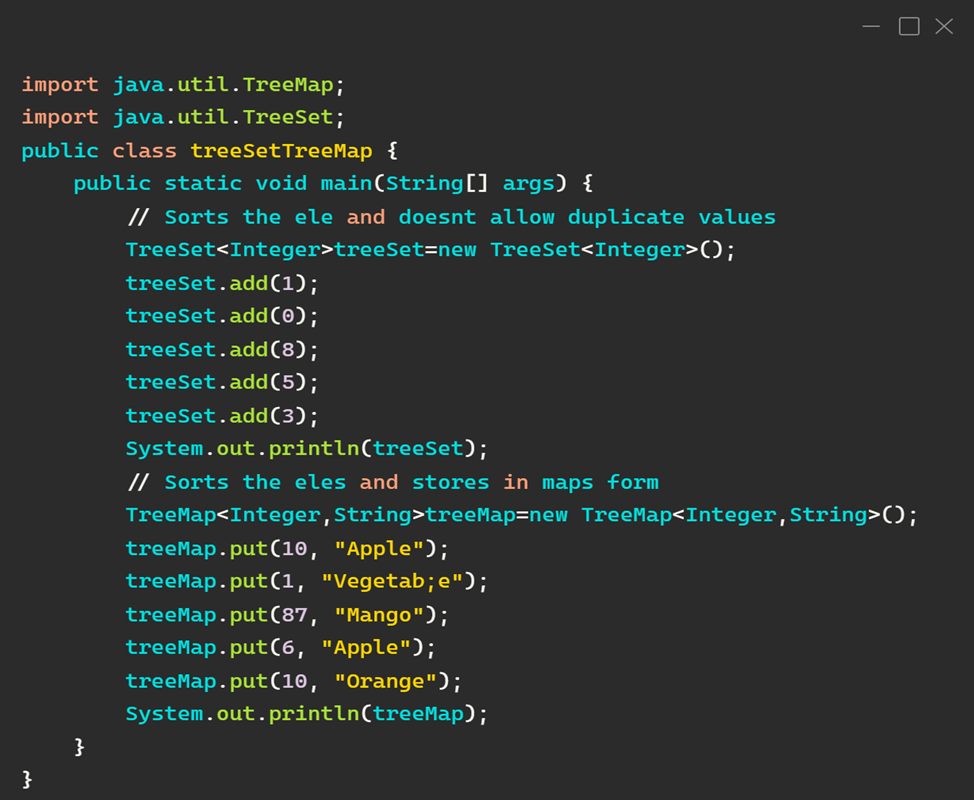 import java.util.TreeMap;
import java.util.TreeSet;
public class treeSetTreeMap {
    public static void main(String[] args) {
        // Sorts the ele and doesnt allow duplicate values
        TreeSet<Integer>treeSet=new TreeSet<Integer>();
        treeSet.add(1);
        treeSet.add(0);
        treeSet.add(8);
        treeSet.add(5);
        treeSet.add(3);
        System.out.println(treeSet);
        // Sorts the eles and stores in maps form
        TreeMap<Integer,String>treeMap=new TreeMap<Integer,String>();
        treeMap.put(10, "Apple");
        treeMap.put(1, "Vegetab;e");
        treeMap.put(87, "Mango");
        treeMap.put(6, "Apple");
        treeMap.put(10, "Orange");
        System.out.println(treeMap);
    }
}